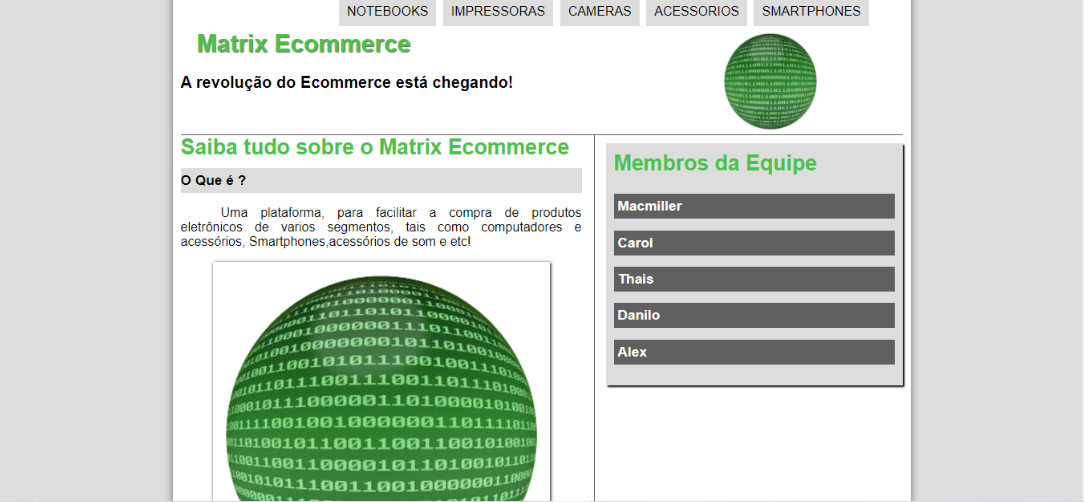 NOTEBOOKS IMPRESSORAS CAMERAS ACESSORIOS SMARTPHONES
Matrix Ecommerce
A revolução do Ecommerce está chegando!
Saiba tudo sobre o Matrix Ecommerce
O Que é ?
Uma plataforma, para facilitar a compra de produtos
eletrônicos de varios segmentos, tais como computadores e
acessórios, Smartphones,acessórios de som e etc!
Membros da Equipe
Macmiller
Carol
Thais
Danilo
Alex